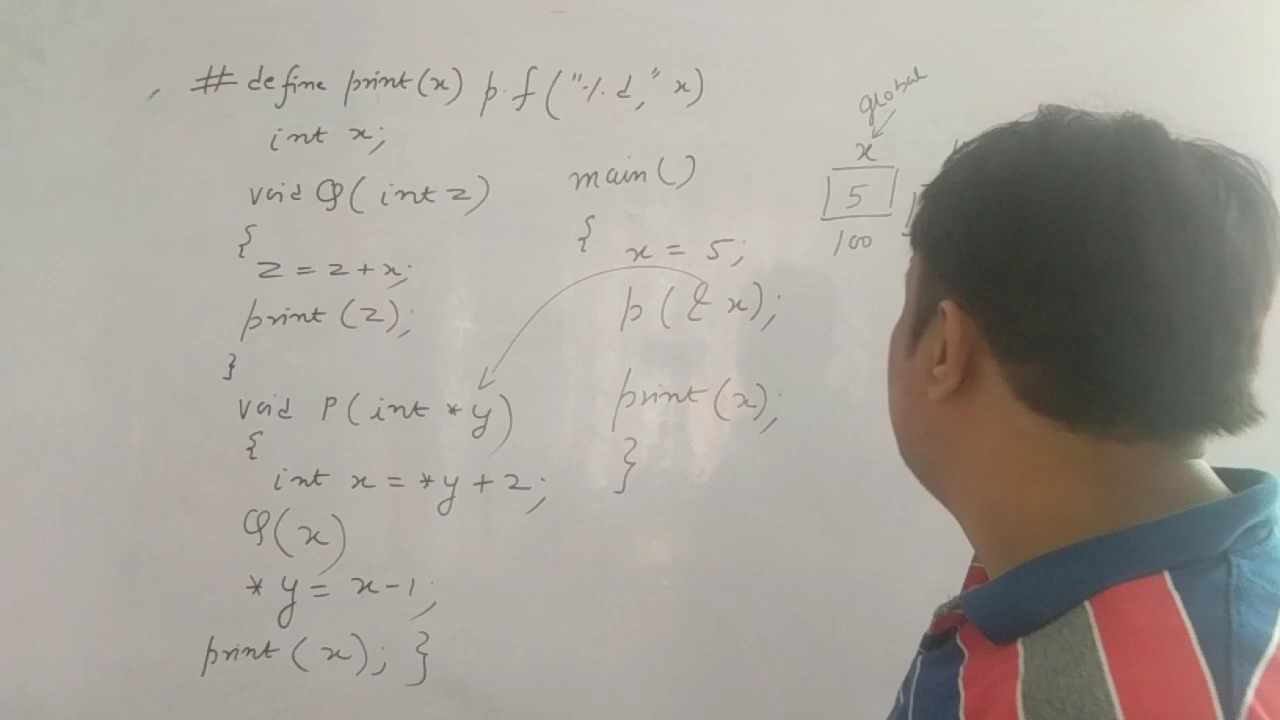 # define print(x) p.f("%d," x)
int x;
void Q(int z)
{
z = z + x;
print(z);
}
void P(int *y)
{
int x = *y + 2;
Q(x)
*y = x - 1;
print(x); }
main()
{
x = 5;
p(&x);
print(x);
}
global
x
5
100